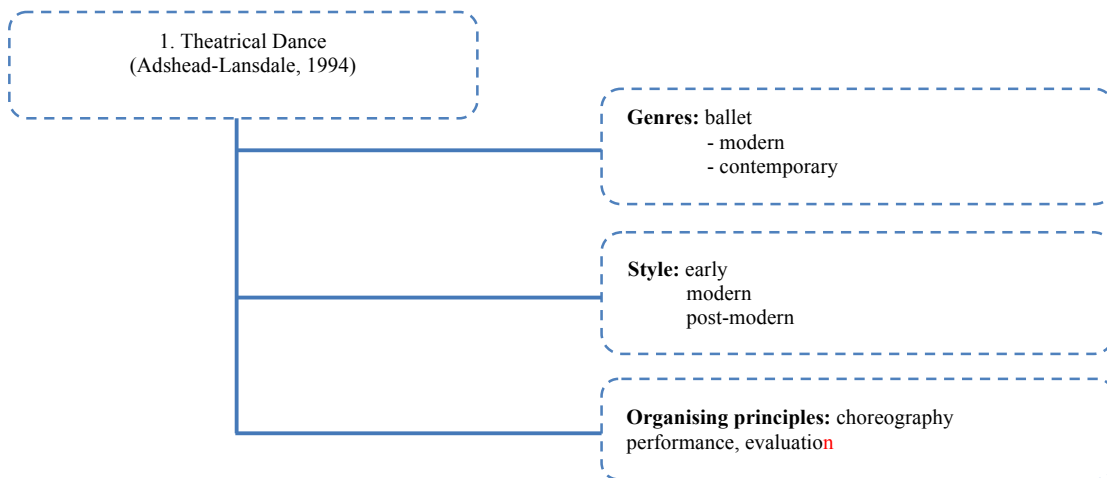 1. Theatrical Dance
(Adshead-Lansdale, 1994)
Genres: ballet
- modern
- contemporary
Style: early
modern
post-modern
Organising principles: choreography
performance, evaluation